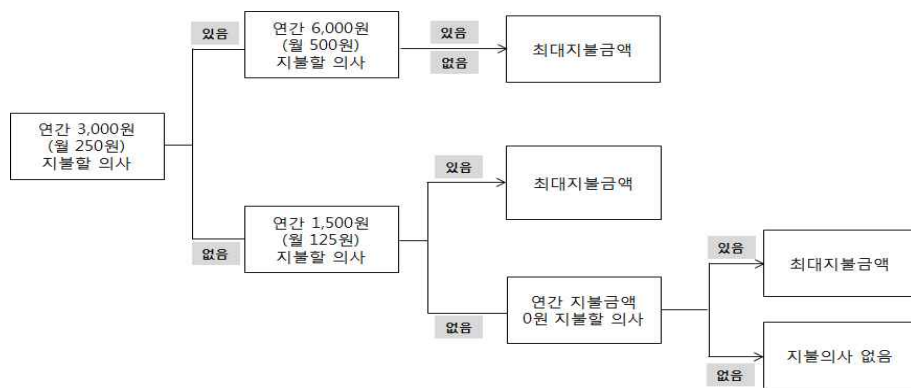 있음
연간 6,000원
(월 500원)
지불할 의사
있음
없음
최대지불금액
연간 3,000원
(월 250원)
지불할 의사
있음
최대지불금액
없음
연간 1,500원
(월 125원)
지불할 의사
있음
최대지불금액
없음
연간 지불금액
0원 지불할 의사
없음
지불의사 없음